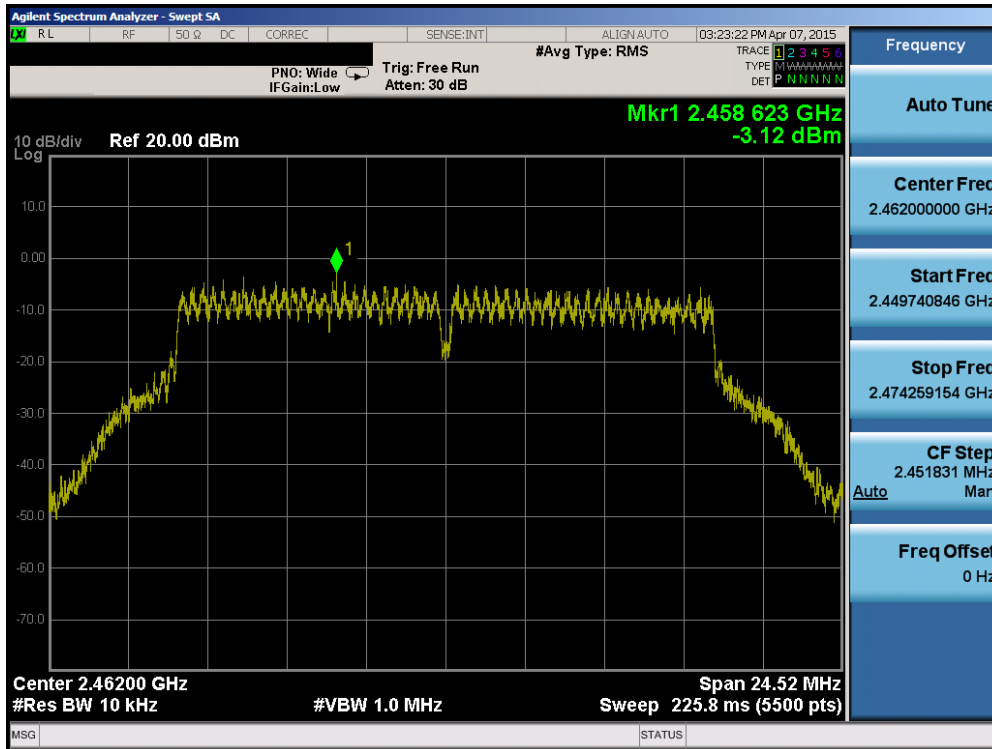 Agilent Spectrum Analyzer - Swept SA
LXI RL RF 50 Ω DC CORREC SENSE:INT ALIGN AUTO 03:23:22 PM Apr 07, 2015
PNO: Wide Trig: Free Run #Avg Type: RMS TRACE 1 2 3 4 5 6
IFGain:Low Atten: 30 dB TYPE M WWWWW
DET P N N N N N
Mkr1 2.458 623 GHz
-3.12 dBm
10 dB/div Ref 20.00 dBm
Log
1
10.0
0.00
-10.0
-20.0
-30.0
-40.0
-50.0
-60.0
-70.0
Center 2.46200 GHz Span 24.52 MHz
#Res BW 10 kHz #VBW 1.0 MHz Sweep 225.8 ms (5500 pts)
MSG STATUS
Frequency
Auto Tune
Center Freq
2.462000000 GHz
Start Freq
2.449740846 GHz
Stop Freq
2.474259154 GHz
CF Step
2.451831 MHz
Auto Man
Freq Offset
0 Hz